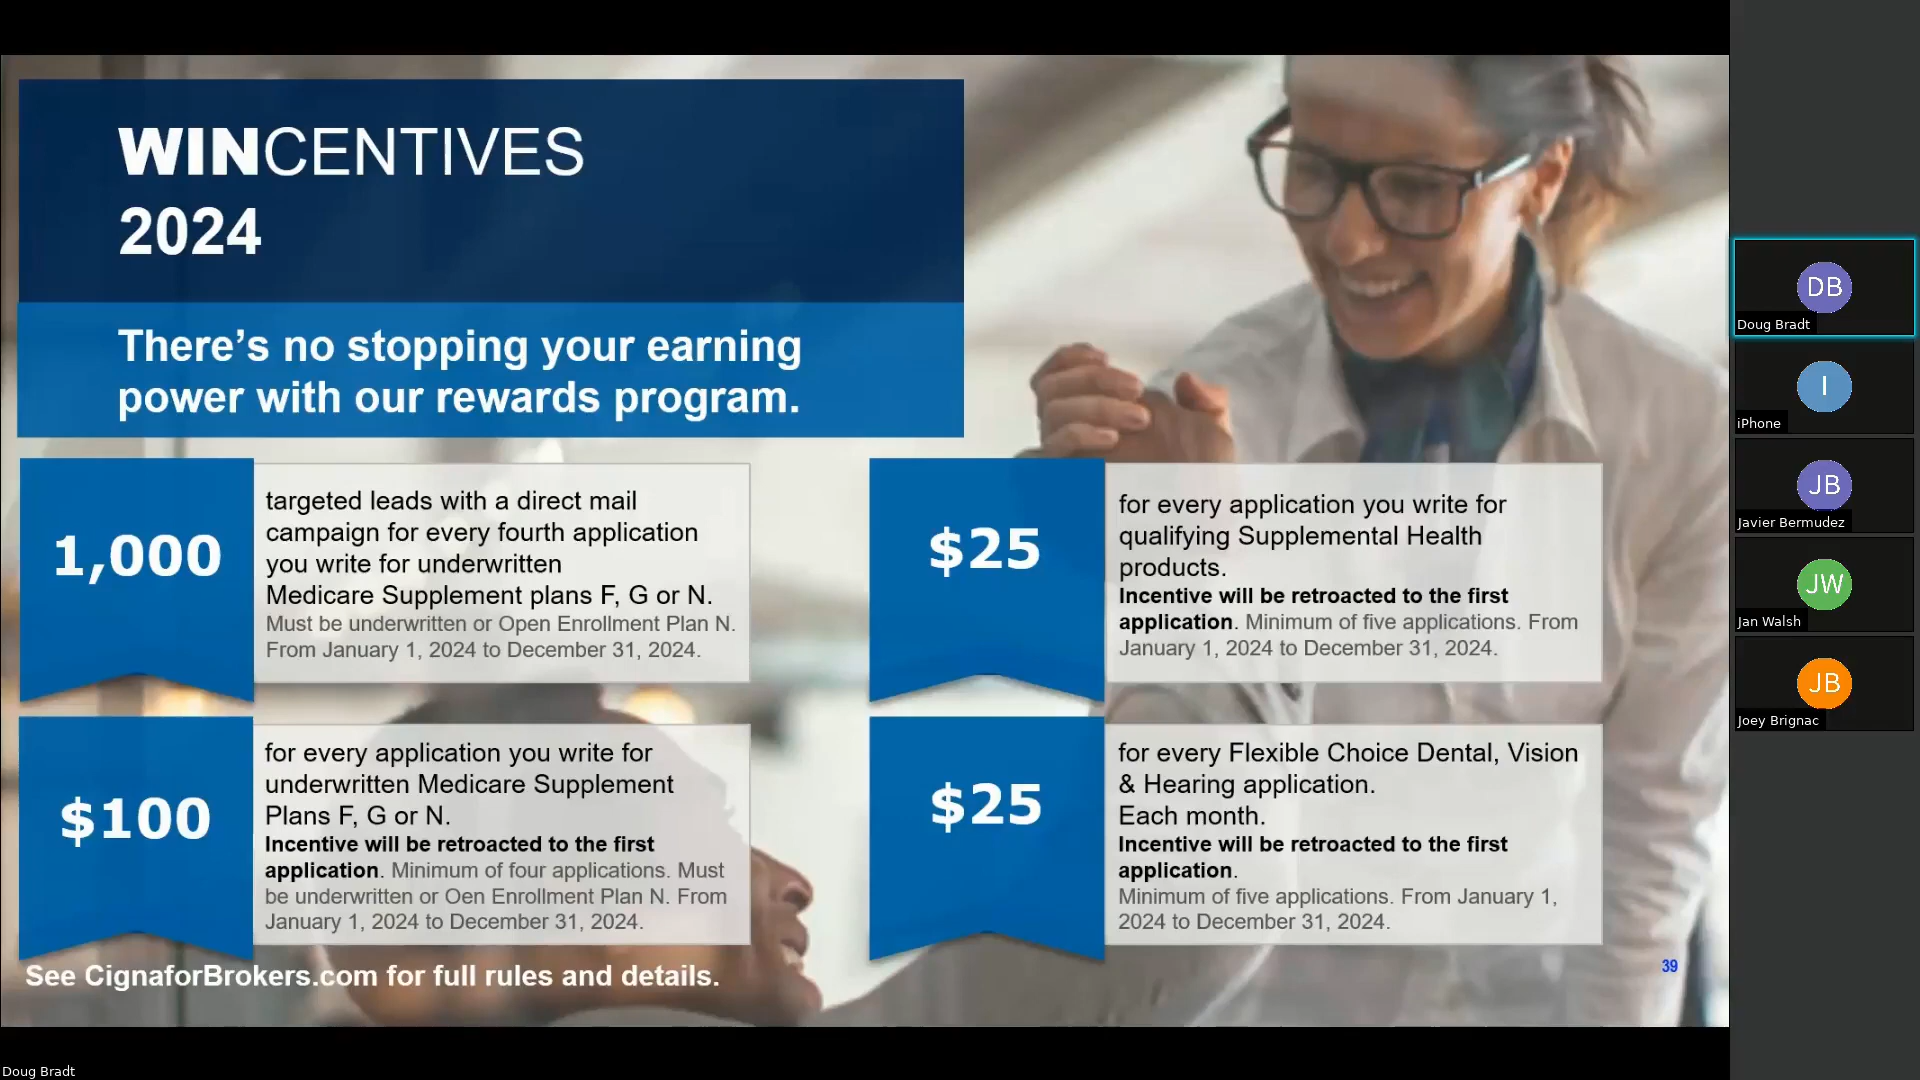 WINCENTIVES
2024
There's no stopping your earning
power with our rewards program.
1,000
targeted leads with a direct mail
campaign for every fourth application
you write for underwritten
Medicare Supplement plans F, G or N.
Must be underwritten or Open Enrollment Plan N.
From January 1, 2024 to December 31, 2024.
$25
for every application you write for
qualifying Supplemental Health
products.
Incentive will be retroacted to the first
application. Minimum of five applications. From
January 1, 2024 to December 31, 2024.
$100
for every application you write for
underwritten Medicare Supplement
Plans F, G or N.
Incentive will be retroacted to the first
application. Minimum of four applications. Must
be underwritten or Oen Enrollment Plan N. From
January 1, 2024 to December 31, 2024.
$25
for every Flexible Choice Dental, Vision
& Hearing application.
Each month.
Incentive will be retroacted to the first
application.
Minimum of five applications. From January 1,
2024 to December 31, 2024.
See CignaforBrokers.com for full rules and details.
39
DB
Doug Bradt
I
iPhone
JB
Javier Bermudez
JW
Jan Walsh
JB
Joey Brignac
Doug Bradt